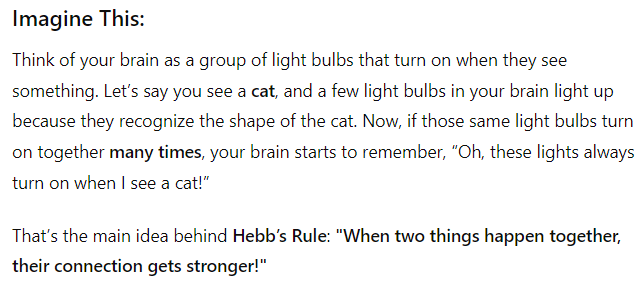 Imagine This:
Think of your brain as a group of light bulbs that turn on when they see
something. Let’s say you see a cat, and a few light bulbs in your brain light up
because they recognize the shape of the cat. Now, if those same light bulbs turn
on together many times, your brain starts to remember, “Oh, these lights always
turn on when I see a cat!”
That’s the main idea behind Hebb’s Rule: "When two things happen together,
their connection gets stronger!"